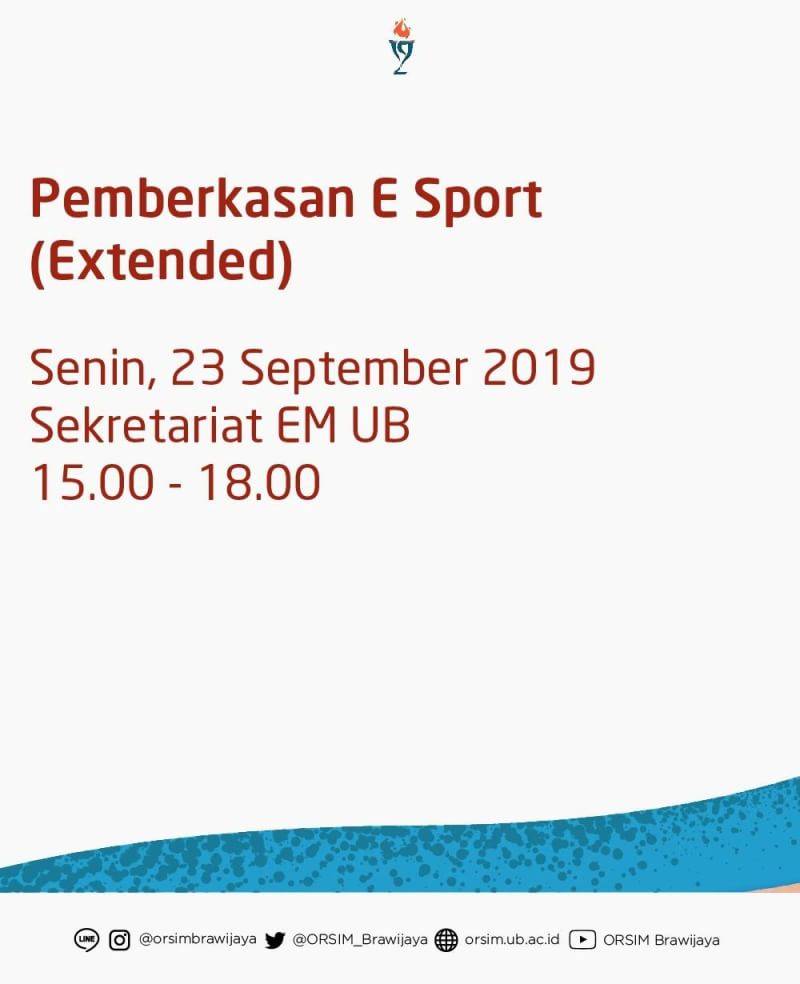 Pemberkasan E Sport
(Extended)
Senin, 23 September 2019
Sekretariat EM UB
15.00 - 18.00
LINE @orsimbrawijaya @ORSIM_Brawijaya orsim.ub.ac.id ORSIM Brawijaya